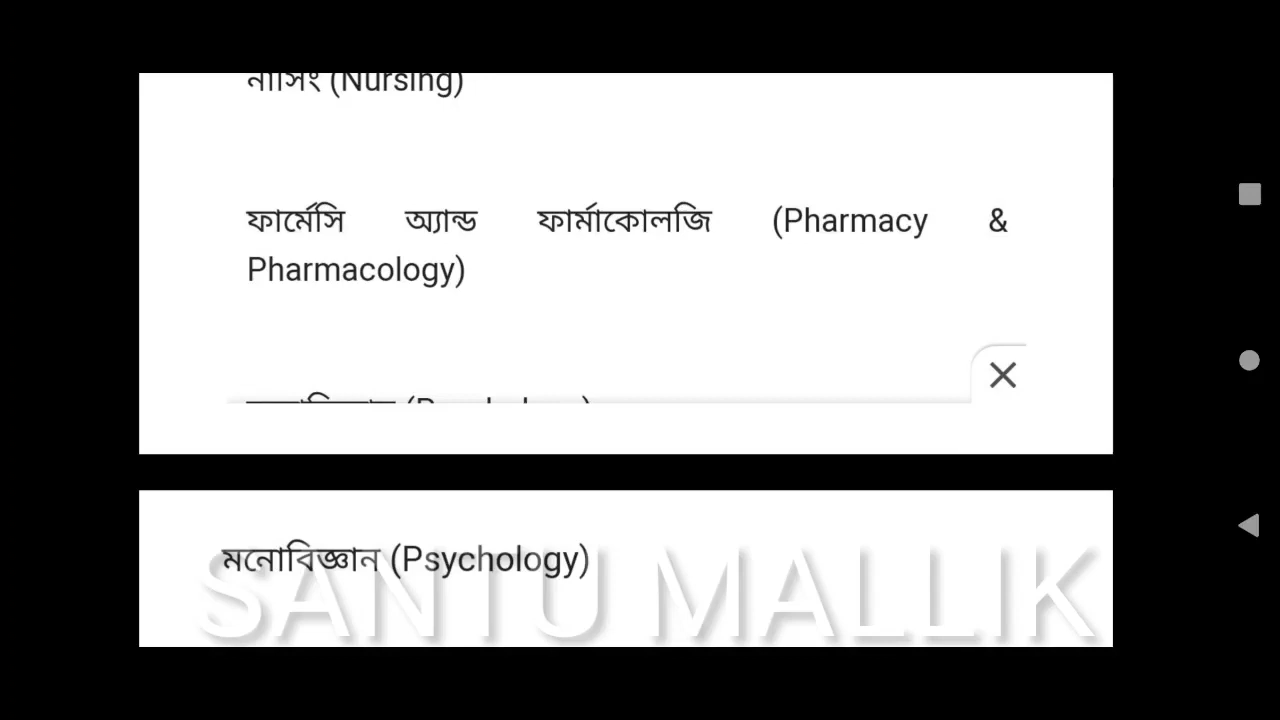 নার্সিং (Nursing)
ফার্মেসি অ্যান্ড ফার্মাকোলজি (Pharmacy &
Pharmacology)
মনোবিজ্ঞান (Psychology)
SANTU MALLIK